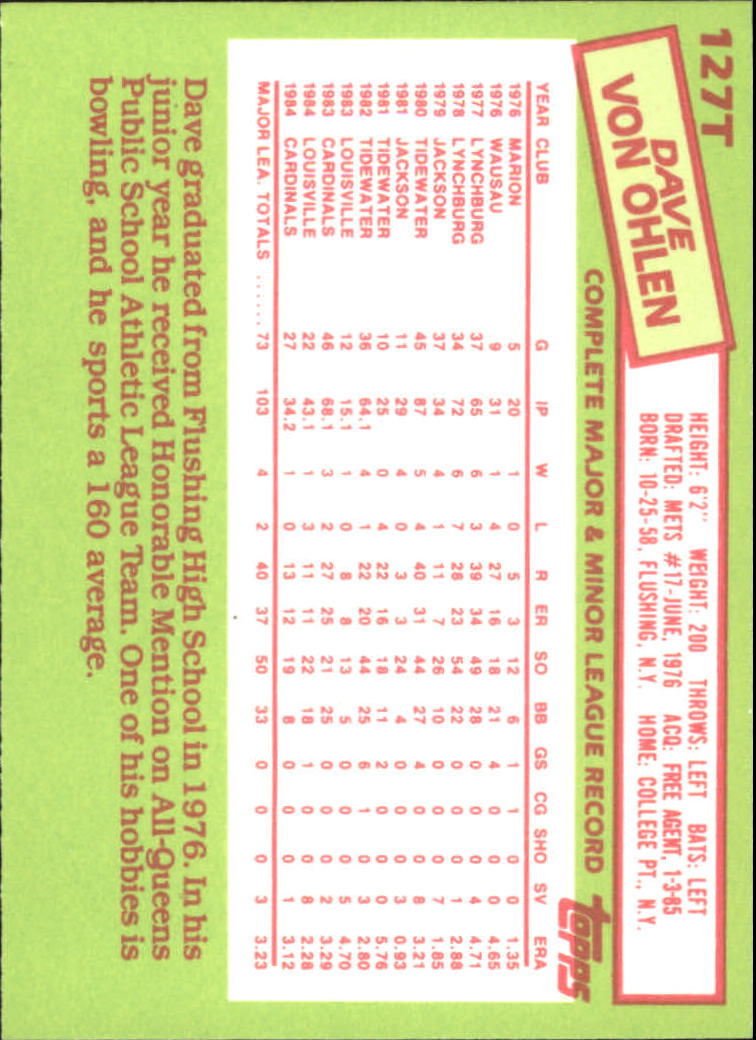 127T
DAVE
VON OHLEN
HEIGHT: 6'2" WEIGHT: 200 THROWS: LEFT BATS: LEFT
DRAFTED: METS #17-JUNE, 1976 ACQ: FREE AGENT, 1-3-85
BORN: 10-25-58, FLUSHING, N.Y. HOME: COLLEGE PT., N.Y.
COMPLETE MAJOR & MINOR LEAGUE RECORD
topps
YEAR CLUB G IP W L R ER SO BB GS CG SHO SV ERA
1976 MARION 5 20 1 0 5 3 12 6 1 1 0 0 1.35
1976 WAUSAU 9 31 1 4 27 16 18 21 4 0 0 0 4.65
1977 LYNCHBURG 37 65 6 3 39 34 49 28 0 0 0 4 4.71
1978 LYNCHBURG 34 72 6 7 28 23 54 22 0 0 0 1 2.88
1979 JACKSON 37 34 4 1 11 7 26 10 0 0 0 7 1.85
1980 TIDEWATER 45 87 5 4 40 31 44 27 4 0 0 8 3.21
1981 JACKSON 11 29 4 0 3 3 24 4 0 0 0 3 0.93
1981 TIDEWATER 10 25 0 4 22 16 18 11 2 0 0 0 5.76
1982 TIDEWATER 36 64.1 4 1 22 20 44 25 6 1 0 3 2.80
1983 LOUISVILLE 12 15.1 1 0 8 8 13 5 0 0 0 5 4.70
1983 CARDINALS 46 68.1 3 2 27 25 21 25 0 0 0 2 3.29
1984 LOUISVILLE 22 43.1 1 3 11 11 22 18 1 0 0 8 2.28
1984 CARDINALS 27 34.2 1 0 13 12 19 8 0 0 0 1 3.12
MAJOR LEA. TOTALS ...... 73 103 4 2 40 37 50 33 0 0 0 3 3.23
Dave graduated from Flushing High School in 1976. In his
junior year he received Honorable Mention on All-Queens
Public School Athletic League Team. One of his hobbies is
bowling, and he sports a 160 average.